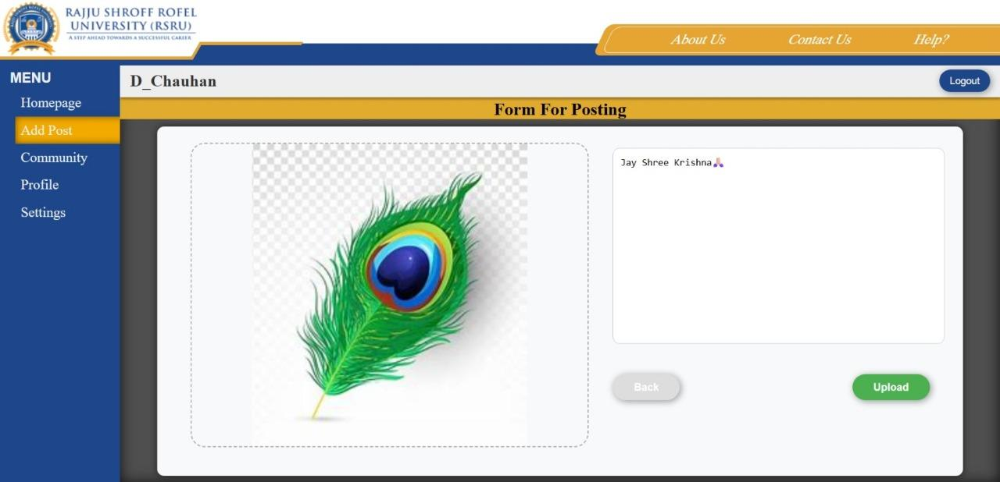 RAJJU SHROFF ROFEL
UNIVERSITY (RSRU)
A STEP AHEAD TOWARDS A SUCCESSFUL CAREER
About Us
Contact Us
Help?
MENU
Homepage
Add Post
Community
Profile
Settings
D_Chauhan
Logout
Form For Posting
Jay Shree Krishna🙏🏻
Back
Upload